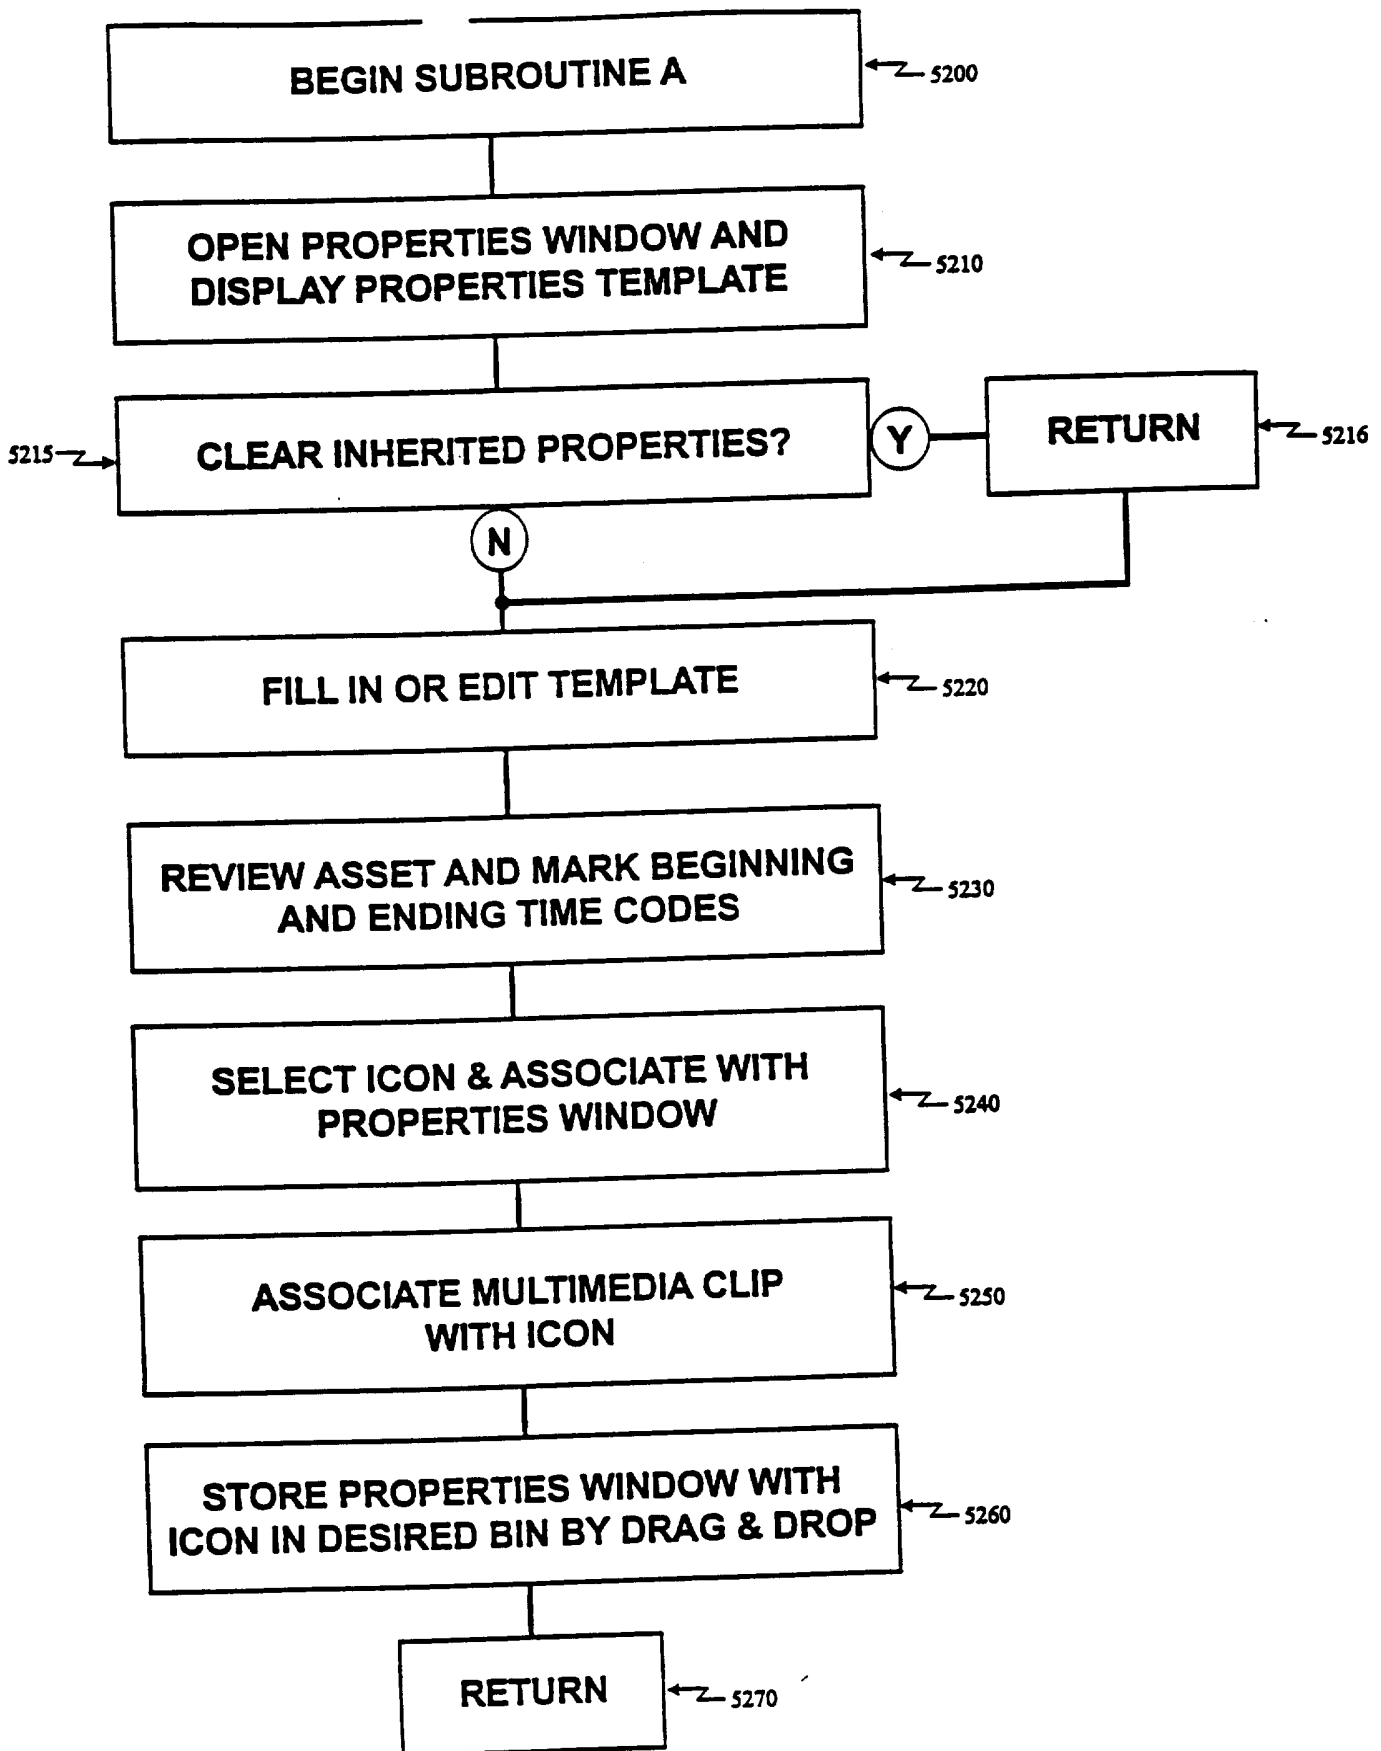 BEGIN SUBROUTINE A
5200
OPEN PROPERTIES WINDOW AND
DISPLAY PROPERTIES TEMPLATE
5210
5215
CLEAR INHERITED PROPERTIES?
Y
RETURN
5216
N
FILL IN OR EDIT TEMPLATE
5220
REVIEW ASSET AND MARK BEGINNING
AND ENDING TIME CODES
5230
SELECT ICON & ASSOCIATE WITH
PROPERTIES WINDOW
5240
ASSOCIATE MULTIMEDIA CLIP
WITH ICON
5250
STORE PROPERTIES WINDOW WITH
ICON IN DESIRED BIN BY DRAG & DROP
5260
RETURN
5270